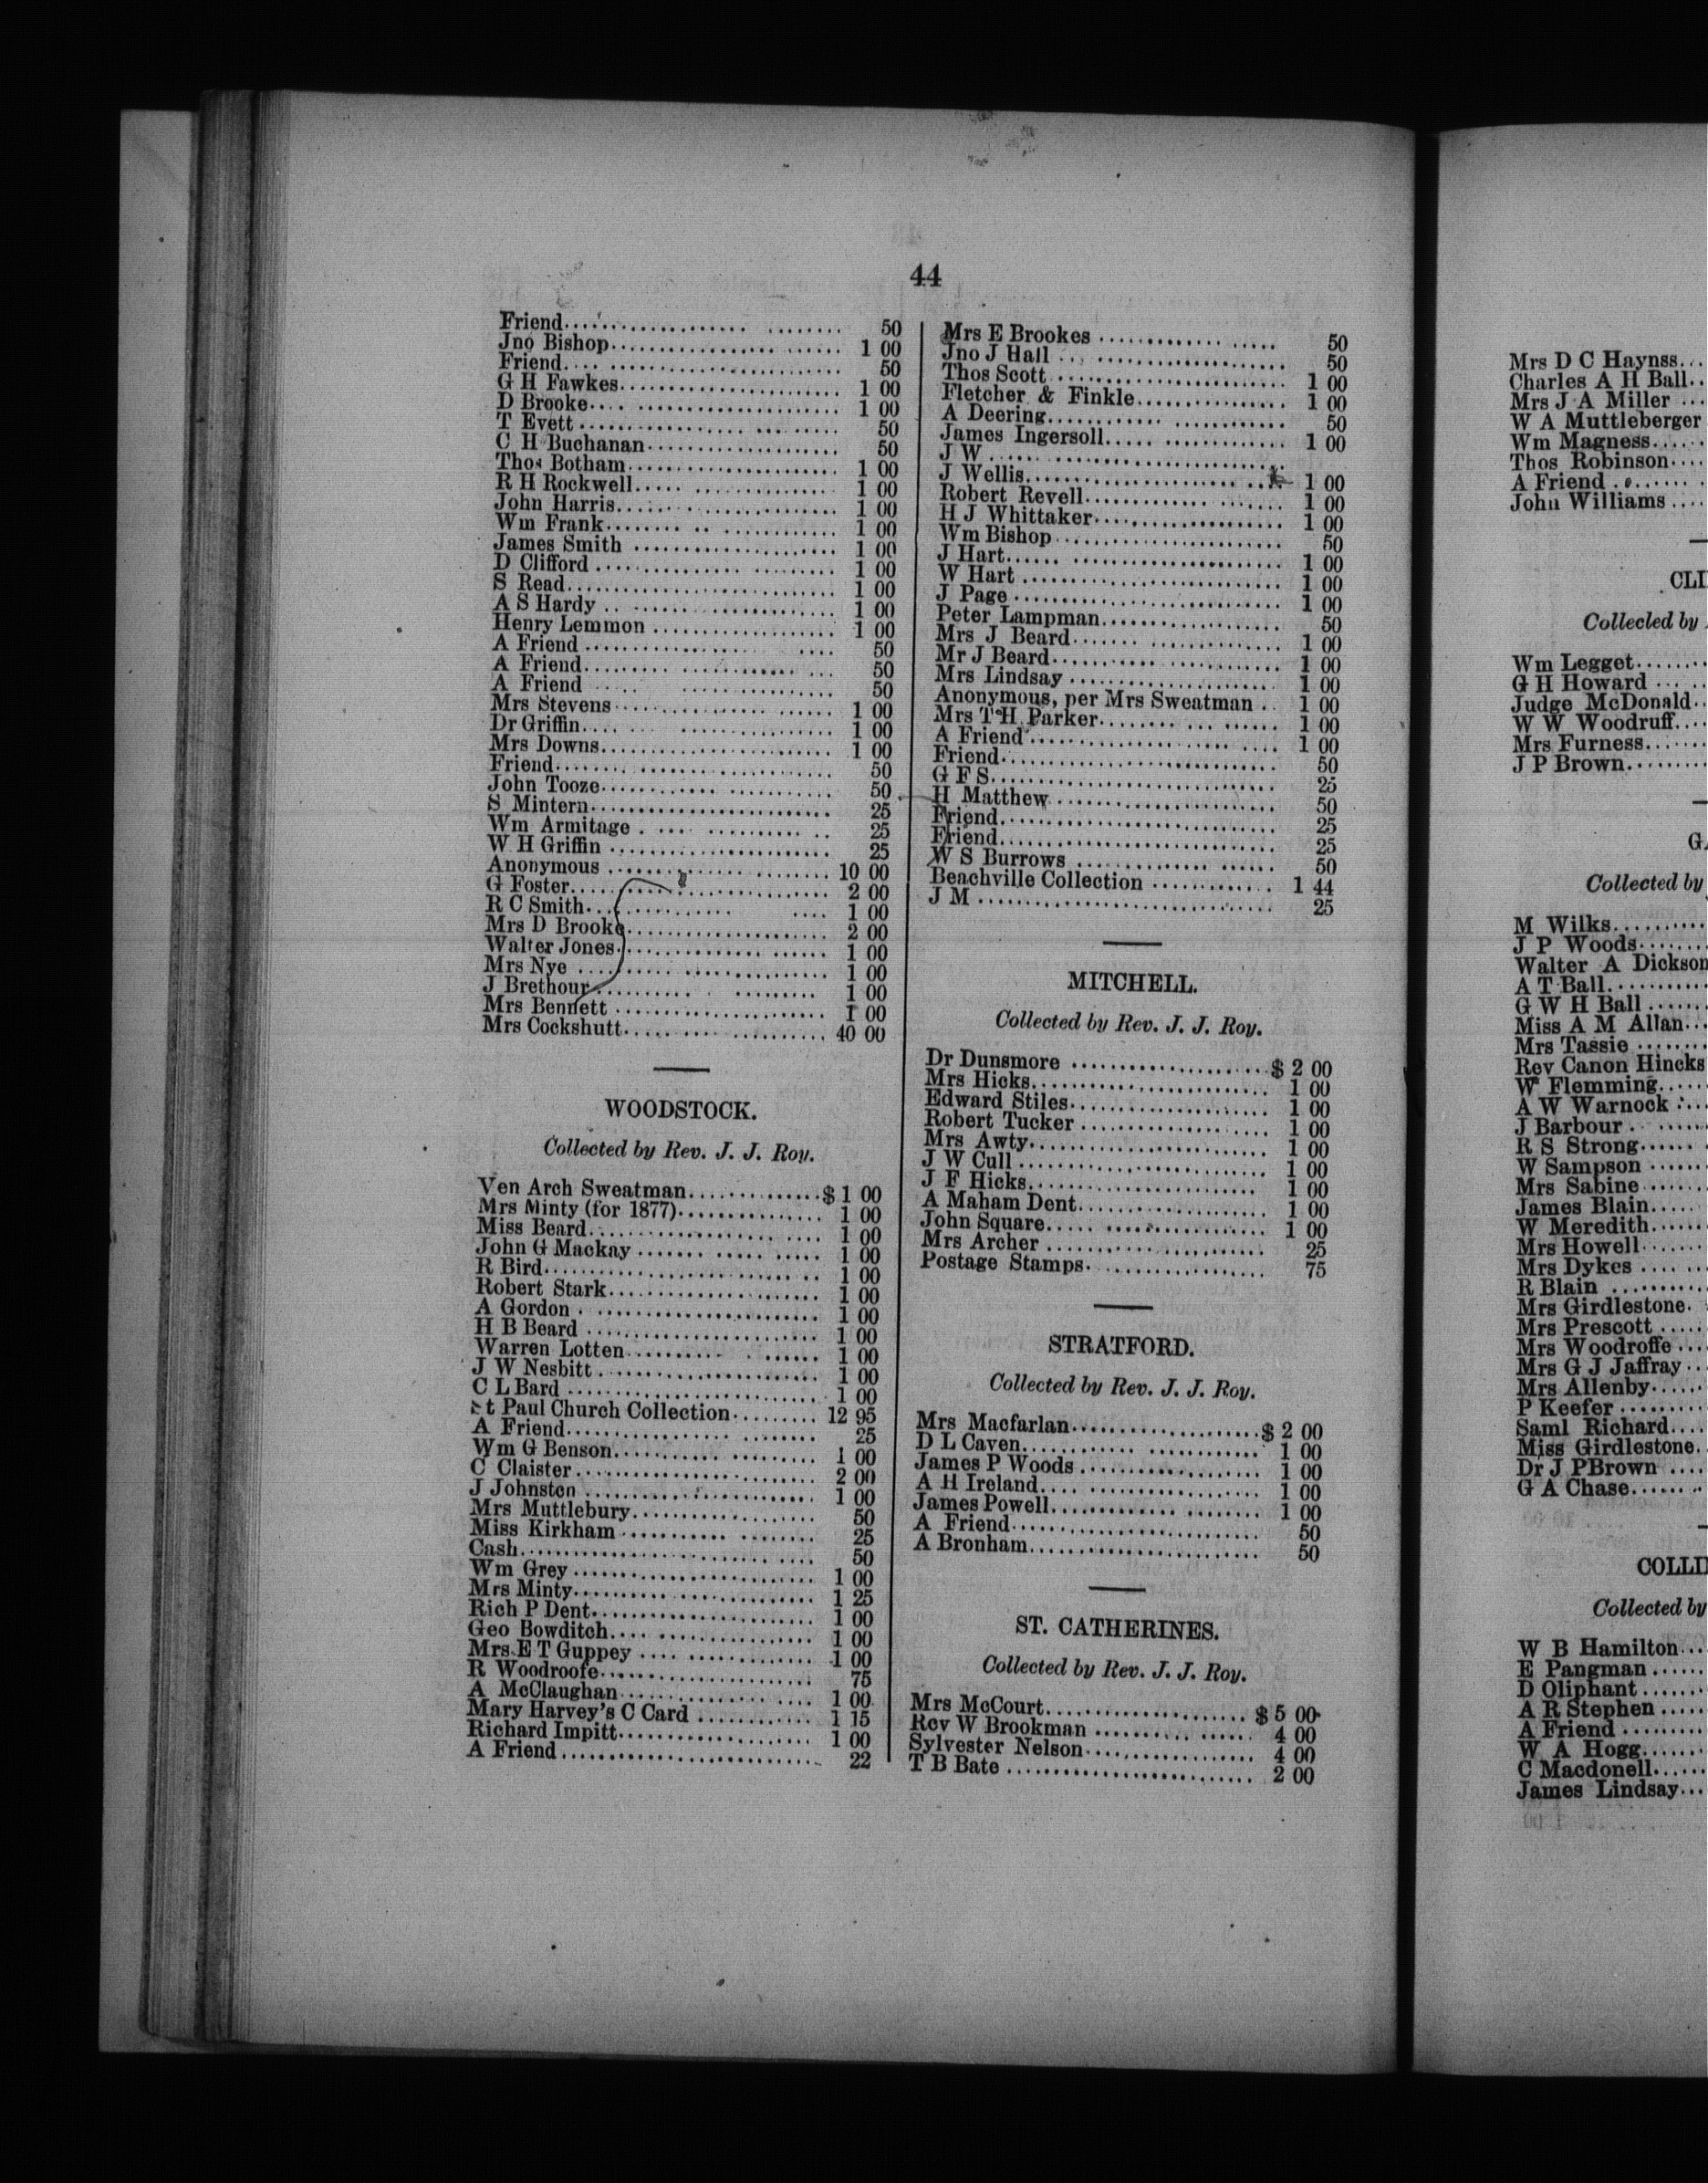 44
Friend.................... ........ 50
Jno Bishop.................. ...... 1 00
Friend.... ........................ 50
G H Fawkes....................... 1 00
D Brooke.... ..................... 1 00
T Evett .................. ... ..... 50
C H Buchanan.................... 50
Thos Botham...................... 1 00
R H Rockwell..... ............... 1 00
John Harris....................... 1 00
Wm Frank........ .. ............ 1 00
James Smith ..................... 1 00
D Clifford ............... ........ 1 00
S Read............................ 1 00
A S Hardy .. .................... 1 00
Henry Lemmon ................... 1 00
A Friend ................ .... 50
A Friend...................... ... 50
A Friend ..... ................ 50
Mrs Stevens ................ ...... 1 00
Dr Griffin.... ................ 1 00
Mrs Downs........................ 1 00
Friend............................. 50
John Tooze............ ............ 50
S Mintern......................... 25
Wm Armitage . .... .......... .. 25
W H Griffin ....................... 25
Anonymous ....................... 10 00
G Foster........................... 2 00
R C Smith............... .... 1 00
Mrs D Brooke..................... 2 00
Walter Jones................ ...... 1 00
Mrs Nye .... .................... 1 00
J Brethour........... . ......... 1 00
Mrs Bennett ...................... 1 00
Mrs Cockshutt......... .......... 40 00
WOODSTOCK.
Collected by Rev. J. J. Roy.
Ven Arch Sweatman..............$ 1 00
Mrs Minty (for 1877)............... 1 00
Miss Beard.................... .... 1 00
John G Mackay ....... ...... ..... 1 00
R Bird............................ 1 00
Robert Stark...................... 1 00
A Gordon . ........................ 1 00
H B Beard ......................... 1 00
Warren Lotten.......... . ...... 1 00
J W Nesbitt ........................ 1 00
C L Bard .......................... 1 00
St Paul Church Collection......... 12 95
A Friend.................. ........ 25
Wm G Benson........... ......... 1 00
C Claister.......................... 2 00
J Johnston ......................... 1 00
Mrs Muttlebury.................... 50
Miss Kirkham ............ ........ 25
Cash........................... .... 50
Wm Grey .......................... 1 00
Mrs Minty......................... 1 25
Rich P Dent....................... 1 00
Geo Bowditch.... ................. 1 00
Mrs E T Guppey .... ............. 1 00
R Woodroofe....................... 75
A McClaughan............... .... 1 00
Mary Harvey's C Card ............ 1 15
Richard Impitt.................... 1 00
A Friend ............................ 22
Mrs E Brookes ............. ..... 50
Jno J Hall ... .................... 50
Thos Scott ........................ 1 00
Fletcher & Finkle................ 1 00
A Deering............ ............ 50
James Ingersoll..... ............. 1 00
J W ...... .........................
J Wellis....................... .... 1 00
Robert Revell.............. ....... 1 00
H J Whittaker.................... 1 00
Wm Bishop ........................ 50
J Hart...... ...................... 1 00
W Hart ............................ 1 00
J Page ............................. 1 00
Peter Lampman................... 50
Mrs J Beard....... .............. 1 00
Mr J Beard........... ............ 1 00
Mrs Lindsay ..................... 1 00
Anonymous, per Mrs Sweatman .. 1 00
Mrs T H Parker......... ... ...... 1 00
A Friend .................... .... 1 00
Friend............................. 50
G F S............................... 25
H Matthew ........................ 50
Friend.............................. 25
Friend.............................. 25
W S Burrows .............. ...... 50
Beachville Collection ............. 1 44
J M ................................ 25
MITCHELL.
Collected by Rev. J. J. Roy.
Dr Dunsmore .....................$ 2 00
Mrs Hicks......................... 1 00
Edward Stiles..................... 1 00
Robert Tucker .................... 1 00
Mrs Awty......................... 1 00
J W Cull .......................... 1 00
J F Hicks......................... 1 00
A Maham Dent.................... 1 00
John Square..... ................. 1 00
Mrs Archer ....................... 25
Postage Stamps................... 75
STRATFORD.
Collected by Rev. J. J. Roy.
Mrs Macfarlan....................$ 2 00
D L Caven............ ............ 1 00
James P Woods ................... 1 00
A H Ireland.... .................. 1 00
James Powell............. ........ 1 00
A Friend.......................... 50
A Bronham........................ 50
ST. CATHERINES.
Collected by Rev. J. J. Roy.
Mrs McCourt..................... $ 5 00
Rev W Brookman ........... ...... 4 00
Sylvester Nelson.................. 4 00
T B Bate .......................... 2 00
Mrs D C Haynss...
Charles A H Ball..
Mrs J A Miller ...
W A Muttleberger
Wm Magness.....
Thos Robinson....
A Friend ........
John Williams ....
CLI
Collected by
Wm Legget.......
G H Howard ... ..
Judge McDonald..
W W Woodruff....
Mrs Furness......
J P Brown........
G
Collected by
M Wilks..........
J P Woods.......
Walter A Dickson
A T Ball..........
G W H Ball ......
Miss A M Allan...
Mrs Tassie .......
Rev Canon Hincks
W Flemming.....
A W Warnock ....
J Barbour . .....
R S Strong......
W Sampson ......
Mrs Sabine ......
James Blain.....
W Meredith......
Mrs Howell.......
Mrs Dykes .... ..
R Blain ..........
Mrs Girdlestone.
Mrs Prescott .....
Mrs Woodroffe ...
Mrs G J Jaffray ..
Mrs Allenby......
P Keefer .........
Saml Richard....
Miss Girdlestone.
Dr J PBrown ....
G A Chase........
COLLI
Collected by
W B Hamilton...
E Pangman ......
D Oliphant .......
A R Stephen .....
A Friend .........
W A Hogg.......
C Macdonell......
James Lindsay...